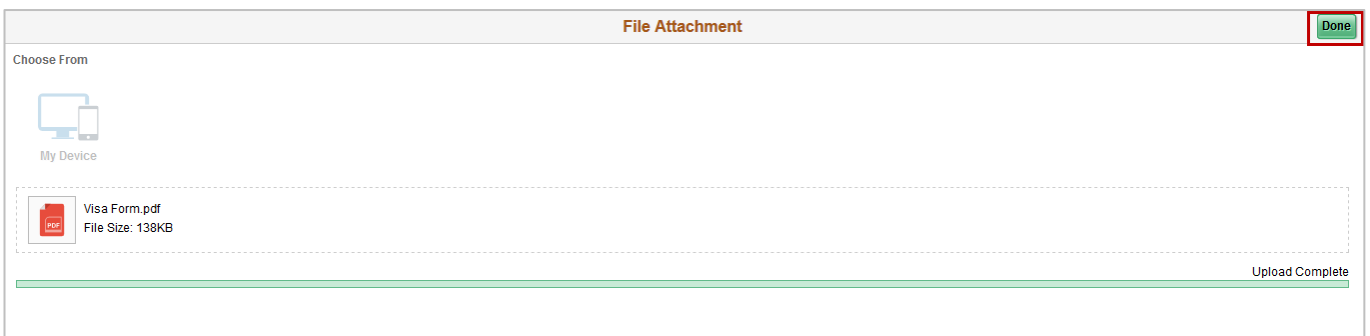 File Attachment
Done
Choose From
My Device
PDF
Visa Form.pdf
File Size: 138KB
Upload Complete